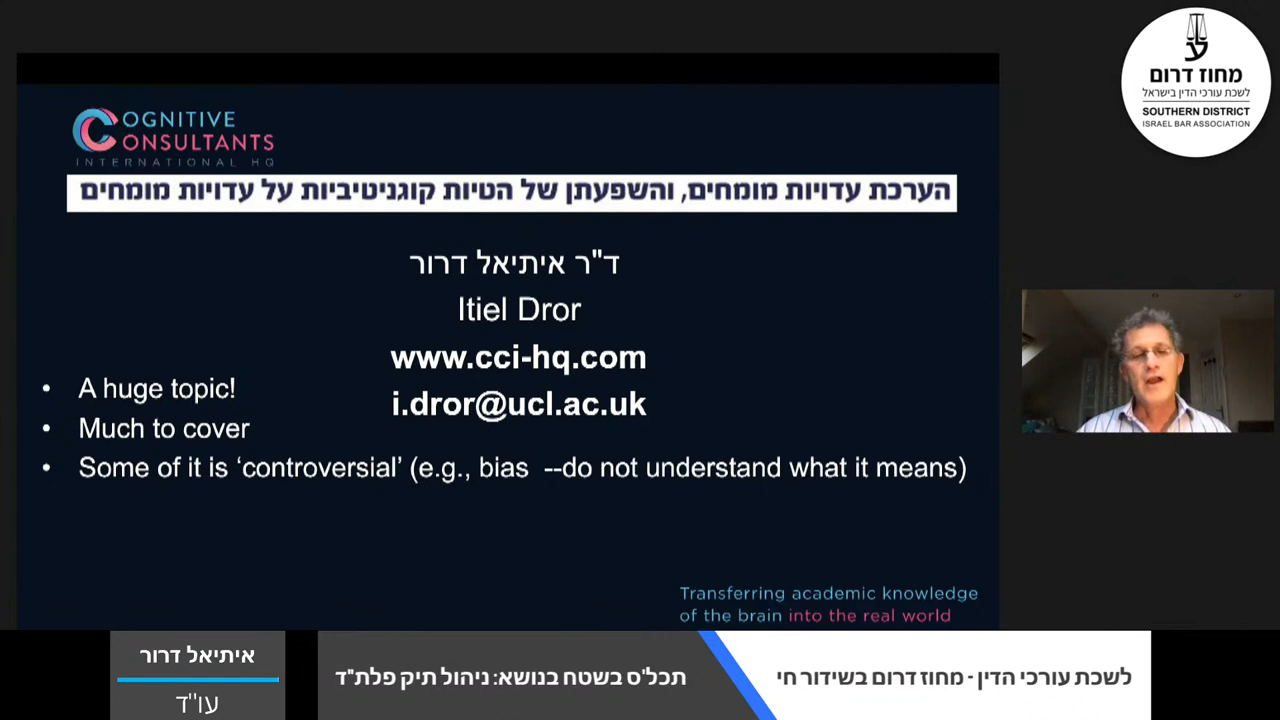 COGNITIVE
CONSULTANTS
INTERNATIONAL HQ
הערכת עדויות מומחים, והשפעתן של הטיות קוגניטיביות על עדויות מומחים
ד"ר איתיאל דרור
Itiel Dror
www.cci-hq.com
i.dror@ucl.ac.uk
• A huge topic!
• Much to cover
• Some of it is ‘controversial’ (e.g., bias --do not understand what it means)
Transferring academic knowledge
of the brain into the real world
מחוז דרום
לשכת עורכי הדין בישראל
SOUTHERN DISTRICT
ISRAEL BAR ASSOCIATION
לשכת עורכי הדין - מחוז דרום בשידור חי
תכל'ס בשטח בנושא: ניהול תיק פלת"ד
איתיאל דרור
עו"ד